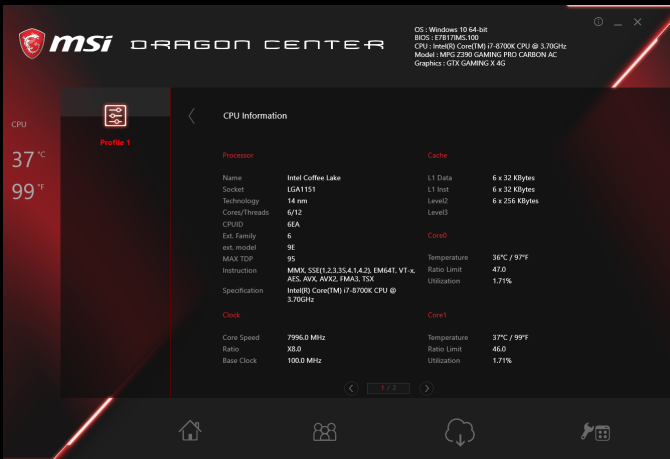 msi DRAGON CENTER
OS : Windows 10 64-bit
BIOS : E7B17IMS.100
CPU : Intel(R) Core(TM) i7-8700K CPU @ 3.70GHz
Model : MPG Z390 GAMING PRO CARBON AC
Graphics : GTX GAMING X 4G
CPU
37 °C
99 °F
Profile 1
CPU Information
Processor
Name Intel Coffee Lake
Socket LGA1151
Technology 14 nm
Cores/Threads 6/12
CPUID 6EA
Ext. Family 6
ext. model 9E
MAX TDP 95
Instruction MMX, SSE(1,2,3,3S,4.1,4.2), EM64T, VT-x,
AES, AVX, AVX2, FMA3, TSX
Specification Intel(R) Core(TM) i7-8700K CPU @
3.70GHz
Clock
Core Speed 7996.0 MHz
Ratio X8.0
Base Clock 100.0 MHz
Cache
L1 Data 6 x 32 KBytes
L1 Inst 6 x 32 KBytes
Level2 6 x 256 KBytes
Level3
Core0
Temperature 36°C / 97°F
Ratio Limit 47.0
Utilization 1.71%
Core1
Temperature 37°C / 99°F
Ratio Limit 46.0
Utilization 1.71%
1 / 2